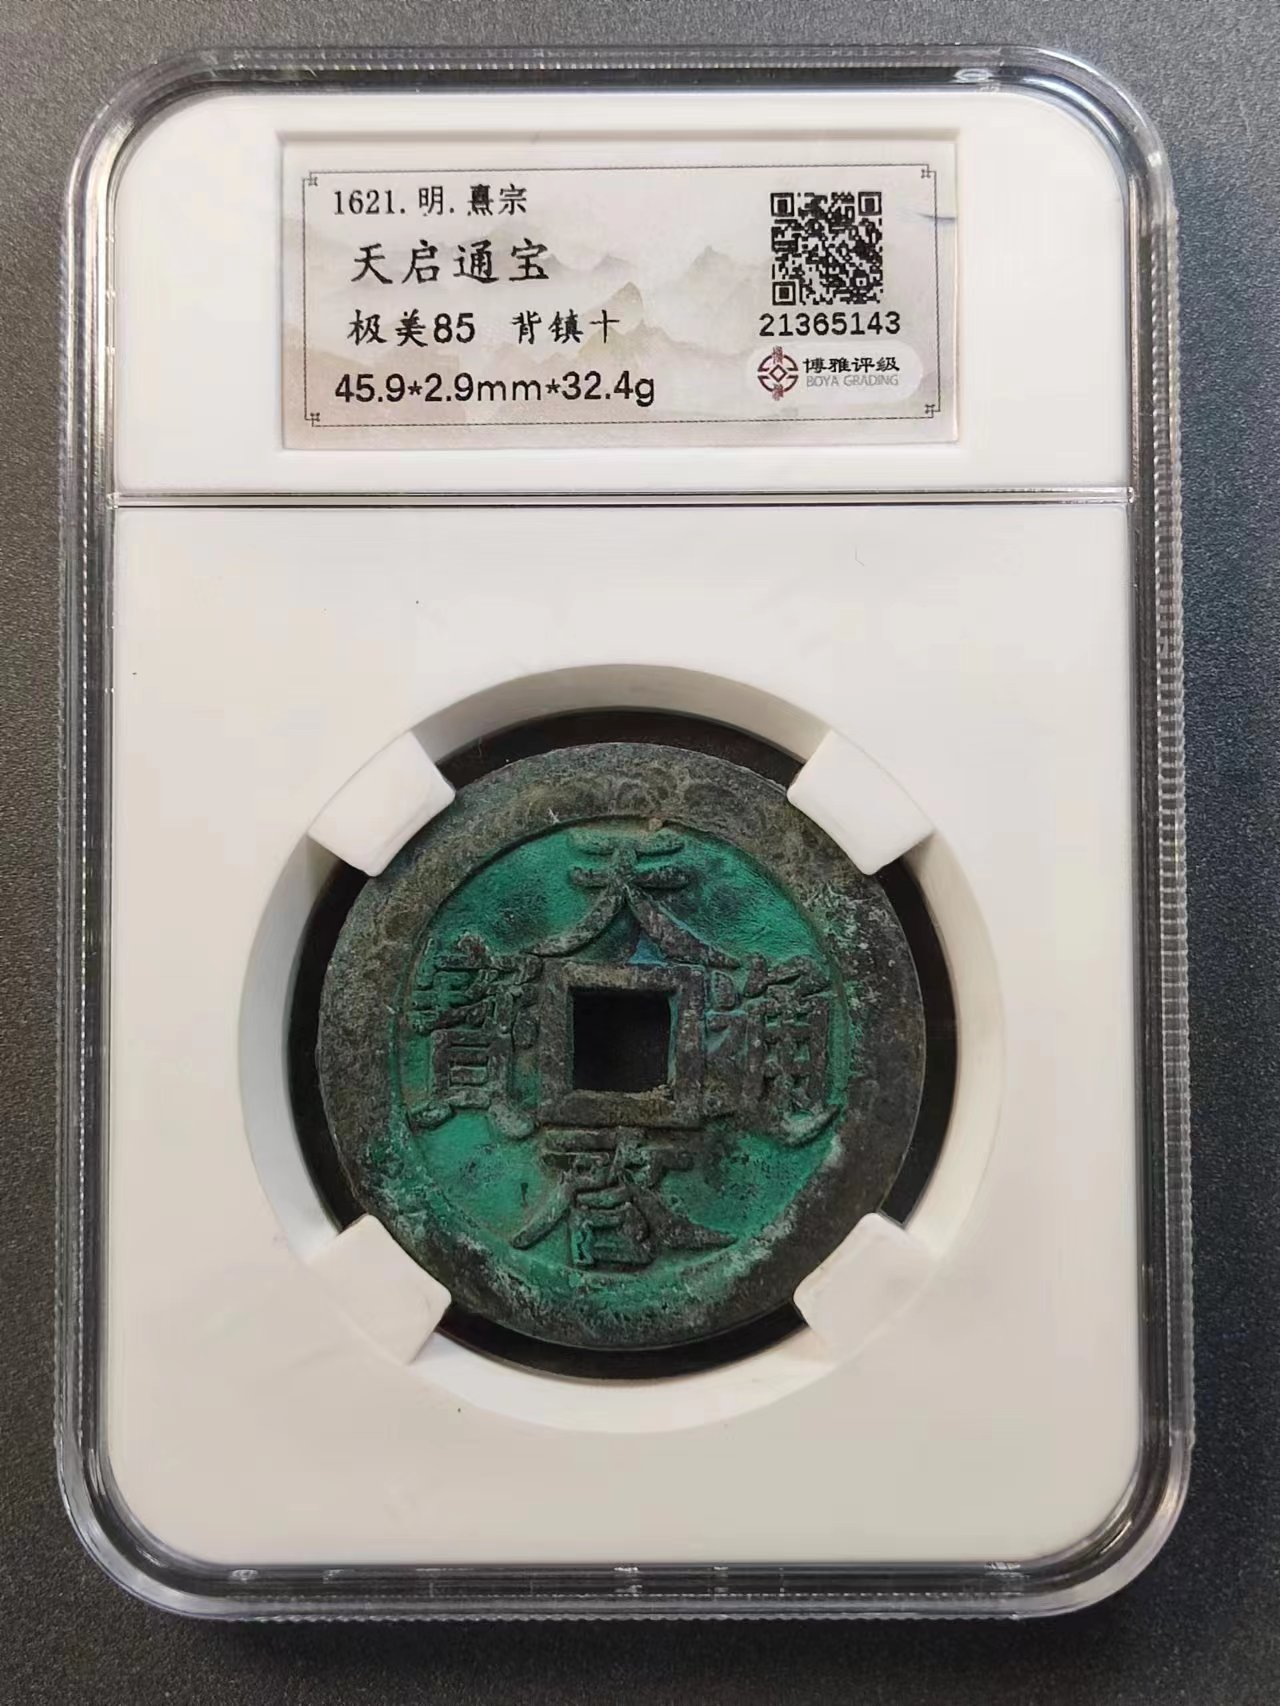 1621.明.熹宗
天启通宝
极美85 背镇十
45.9*2.9mm*32.4g
21365143
博雅评级
BOYA GRADING
天
寶 通
啓